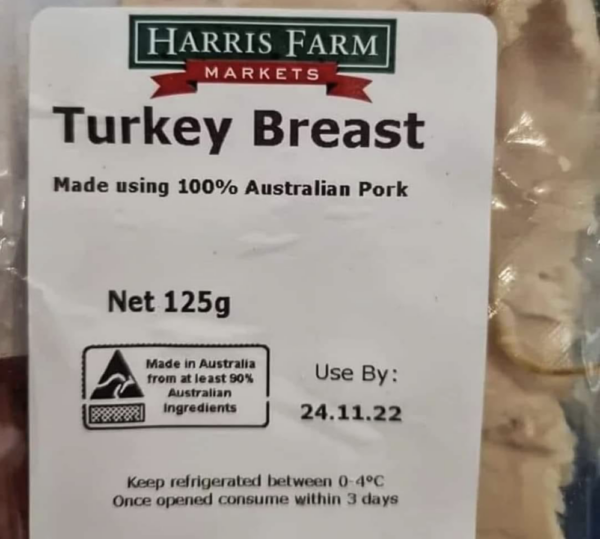 HARRIS FARM
MARKETS
Turkey Breast
Made using 100% Australian Pork
Net 125g
Made in Australia
from at least 90%
Australian
Ingredients
Use By:
24.11.22
Keep refrigerated between 0-4°C
Once opened consume within 3 days